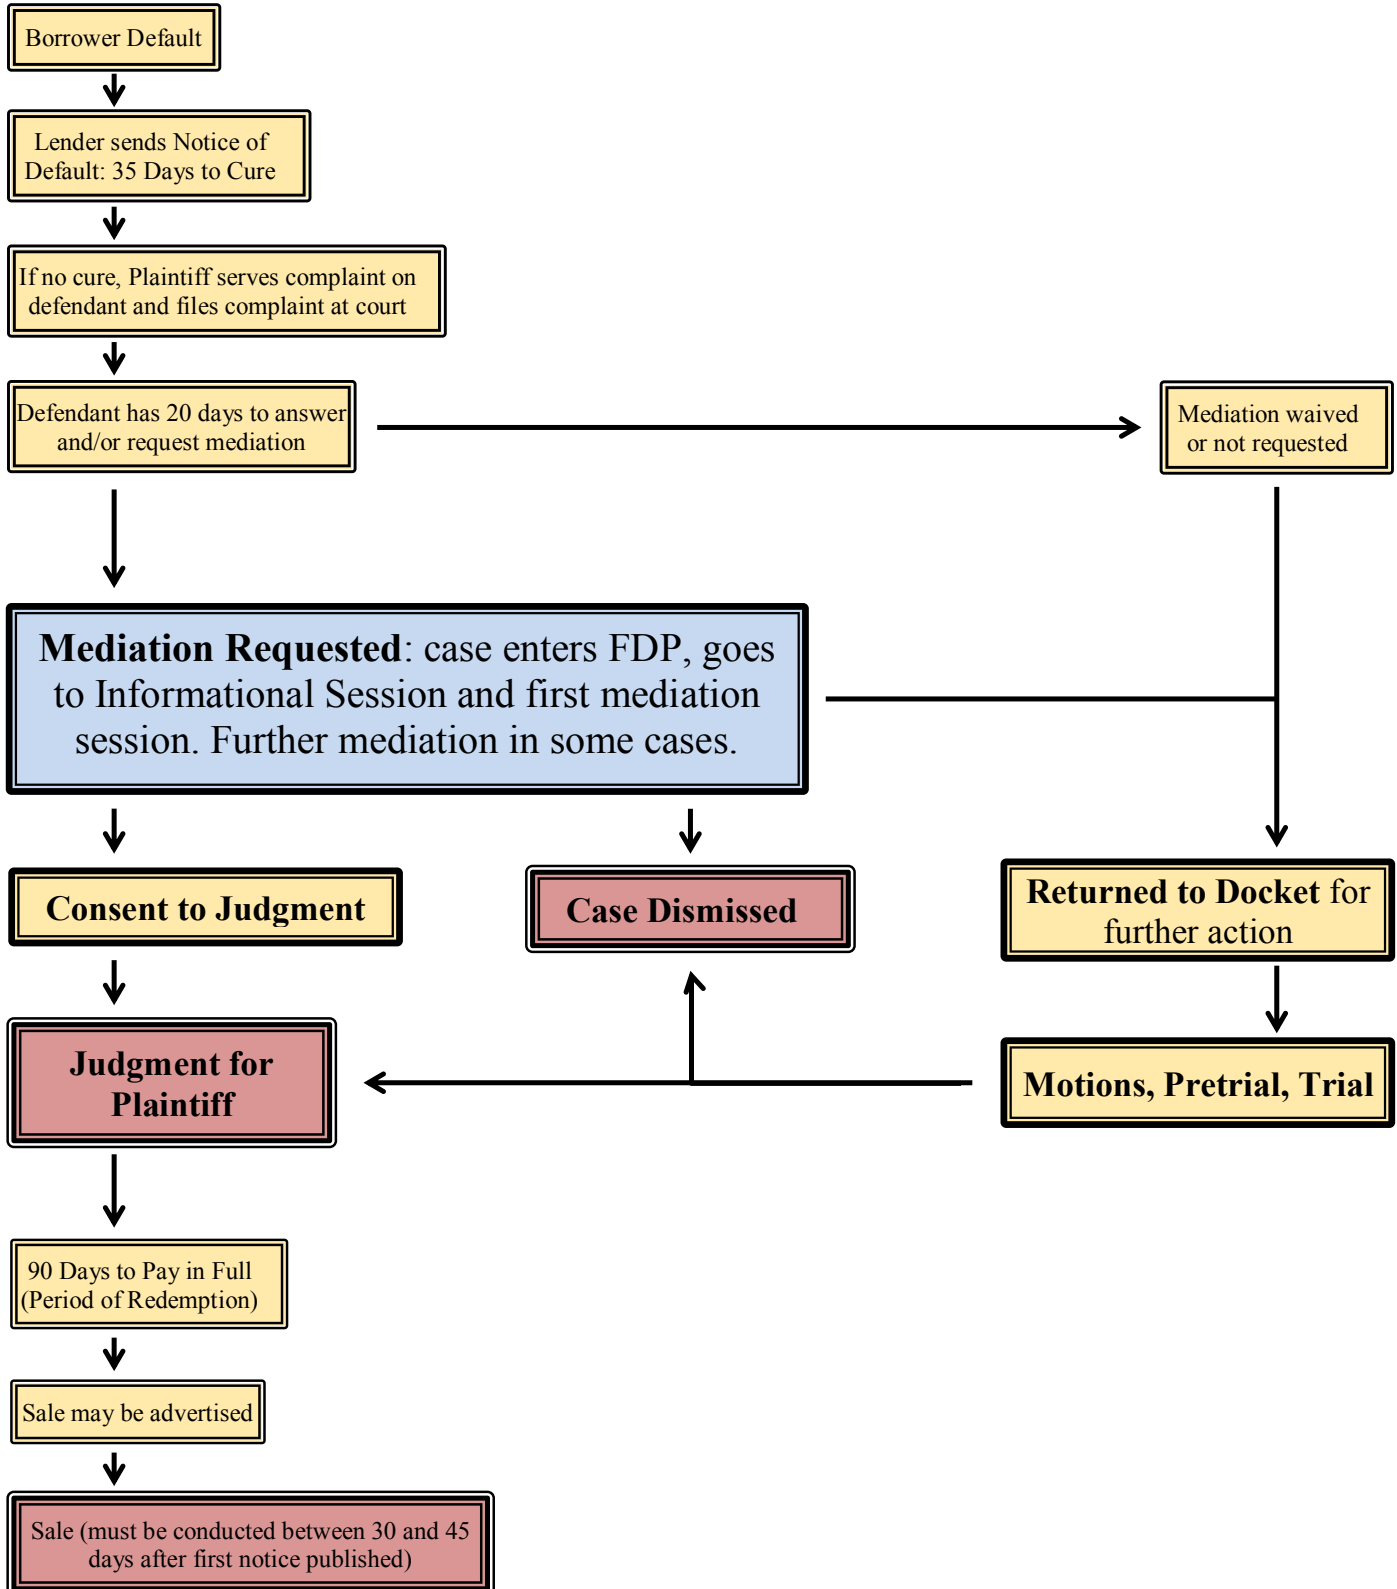 Borrower Default
Lender sends Notice of
Default: 35 Days to Cure
If no cure, Plaintiff serves complaint on
defendant and files complaint at court
Defendant has 20 days to answer
and/or request mediation
Mediation waived
or not requested
Mediation Requested: case enters FDP, goes
to Informational Session and first mediation
session. Further mediation in some cases.
Consent to Judgment
Case Dismissed
Returned to Docket for
further action
Judgment for
Plaintiff
Motions, Pretrial, Trial
90 Days to Pay in Full
(Period of Redemption)
Sale may be advertised
Sale (must be conducted between 30 and 45
days after first notice published)